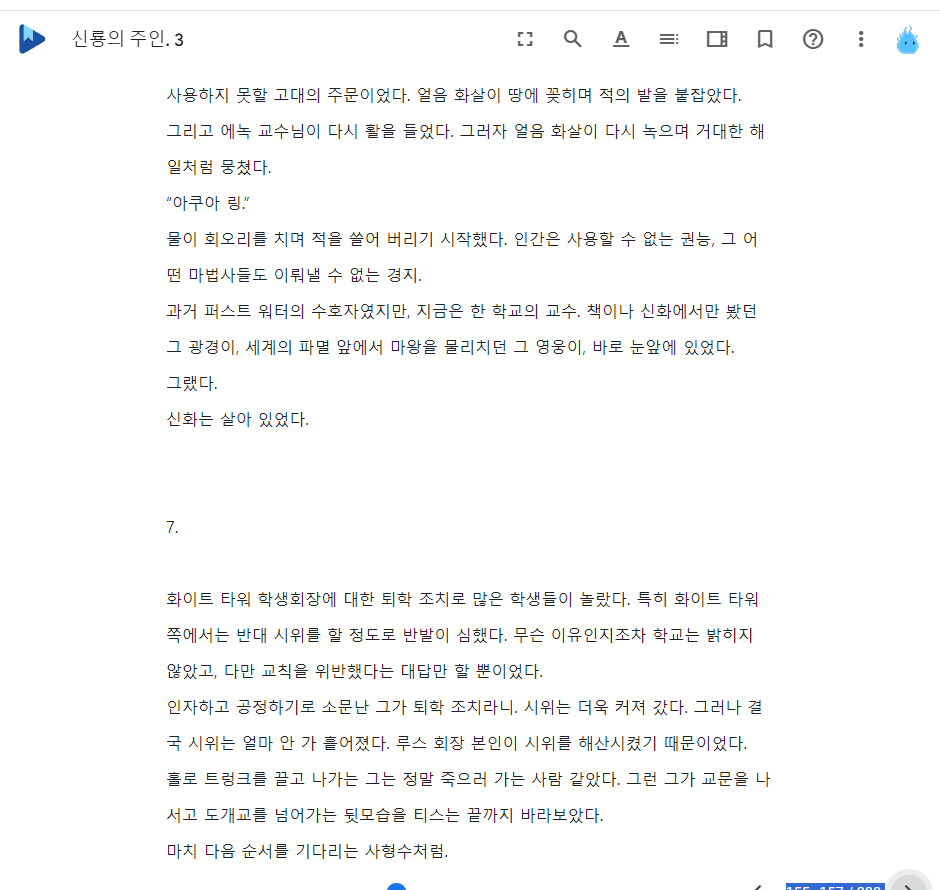 신룡의 주인. 3
사용하지 못할 고대의 주문이었다. 얼음 화살이 땅에 꽂히며 적의 발을 붙잡았다.
그리고 에녹 교수님이 다시 활을 들었다. 그러자 얼음 화살이 다시 녹으며 거대한 해
일처럼 뭉쳤다.
“아쿠아 링.”
물이 회오리를 치며 적을 쓸어 버리기 시작했다. 인간은 사용할 수 없는 권능, 그 어
떤 마법사들도 이뤄낼 수 없는 경지.
과거 퍼스트 워터의 수호자였지만, 지금은 한 학교의 교수. 책이나 신화에서만 봤던
그 광경이, 세계의 파멸 앞에서 마왕을 물리치던 그 영웅이, 바로 눈앞에 있었다.
그랬다.
신화는 살아 있었다.
7.
화이트 타워 학생회장에 대한 퇴학 조치로 많은 학생들이 놀랐다. 특히 화이트 타워
쪽에서는 반대 시위를 할 정도로 반발이 심했다. 무슨 이유인지조차 학교는 밝히지
않았고, 다만 교칙을 위반했다는 대답만 할 뿐이었다.
인자하고 공정하기로 소문난 그가 퇴학 조치라니. 시위는 더욱 커져 갔다. 그러나 결
국 시위는 얼마 안 가 흩어졌다. 루스 회장 본인이 시위를 해산시켰기 때문이었다.
홀로 트렁크를 끌고 나가는 그는 정말 죽으러 가는 사람 같았다. 그런 그가 교문을 나
서고 도개교를 넘어가는 뒷모습을 티스는 끝까지 바라보았다.
마치 다음 순서를 기다리는 사형수처럼.